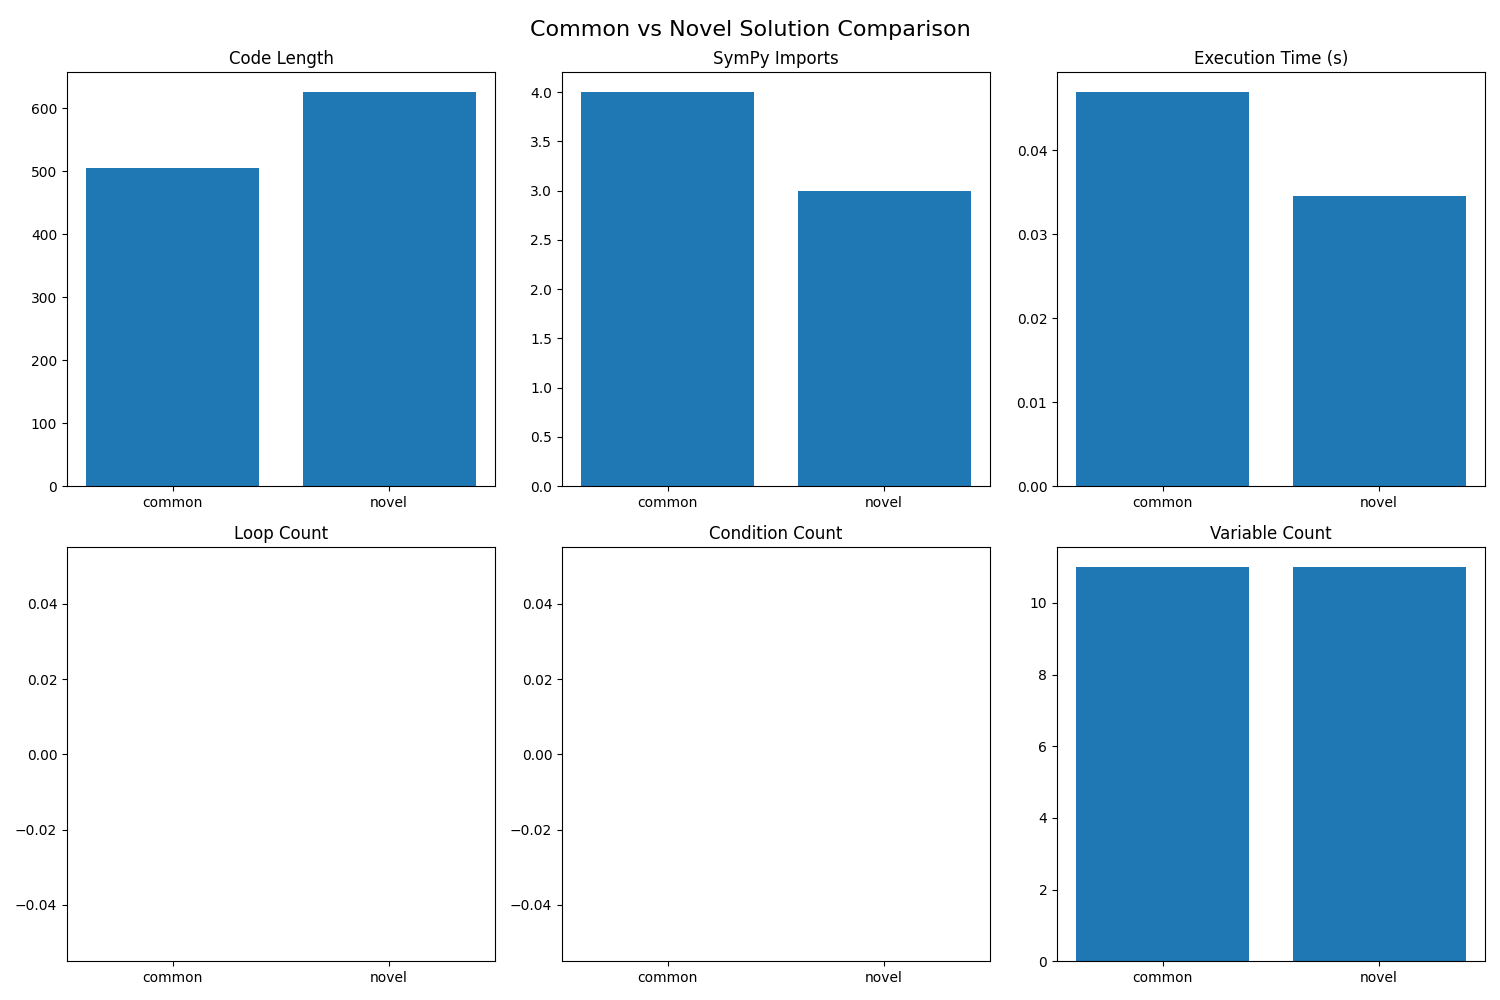 Common vs Novel Solution Comparison
Code Length
600
500
400
300
200
100
0
common novel
SymPy Imports
4.0
3.5
3.0
2.5
2.0
1.5
1.0
0.5
0.0
common novel
Execution Time (s)
0.04
0.03
0.02
0.01
0.00
common novel
Loop Count
0.04
0.02
0.00
−0.02
−0.04
common novel
Condition Count
0.04
0.02
0.00
−0.02
−0.04
common novel
Variable Count
10
8
6
4
2
0
common novel